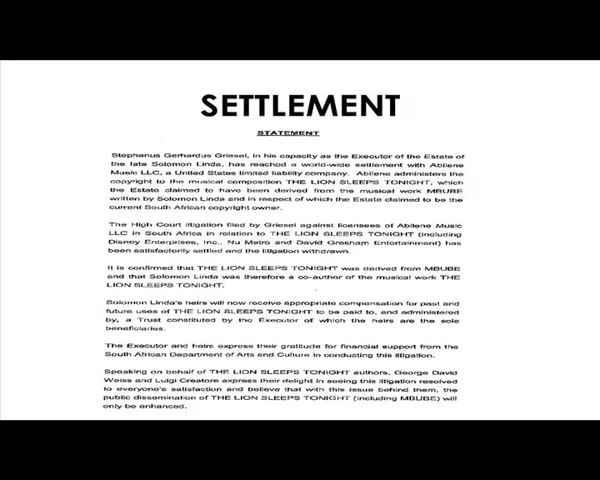 SETTLEMENT
STATEMENT
Stephanus Gerhardus Griesel, in his capacity as the Executor of the Estate of
the late Solomon Linda, has reached a world-wide settlement with Abilene
Music LLC, a United States limited liability company. Abilene administers the
copyright to the musical composition THE LION SLEEPS TONIGHT, which
the Estate claimed to have been derived from the musical work MBUBE
written by Solomon Linda and in respect of which the Estate claimed to be the
current South African copyright owner.
The High Court litigation filed by Griesel against licensees of Abilene Music
LLC in South Africa in relation to THE LION SLEEPS TONIGHT (including
Disney Enterprises, Inc., Nu Metro and David Gresham Entertainment) has
been satisfactorily settled and the litigation withdrawn.
It is confirmed that THE LION SLEEPS TONIGHT was derived from MBUBE
and that Solomon Linda was therefore a co-author of the musical work THE
LION SLEEPS TONIGHT.
Solomon Linda's heirs will now receive appropriate compensation for past and
future uses of THE LION SLEEPS TONIGHT to be paid to, and administered
by, a Trust constituted by the Executor of which the heirs are the sole
beneficiaries.
The Executor and heirs express their gratitude for financial support from the
South African Department of Arts and Culture in conducting this litigation.
Speaking on behalf of THE LION SLEEPS TONIGHT authors, George David
Weiss and Luigi Creatore express their delight in seeing this litigation resolved
to everyone's satisfaction and believe that with this issue behind them, the
public dissemination of THE LION SLEEPS TONIGHT (including MBUBE) will
only be enhanced.